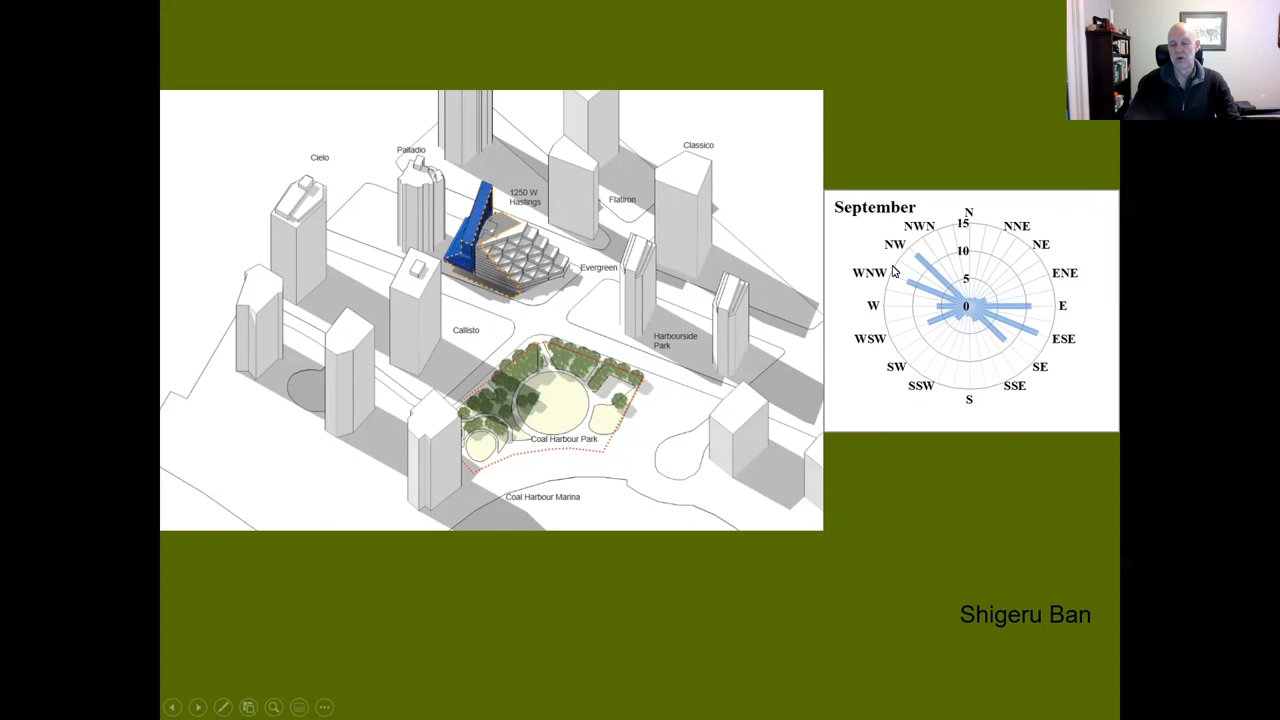 Cielo
Palladio
Classico
1250 W
Hastings
Flatiron
Evergreen
Callisto
Harbourside
Park
Coal Harbour Park
Coal Harbour Marina
September
N
15
NWN
NNE
NW
NE
10
WNW
ENE
5
W
0
E
WSW
ESE
SW
SE
SSW
SSE
S
Shigeru Ban